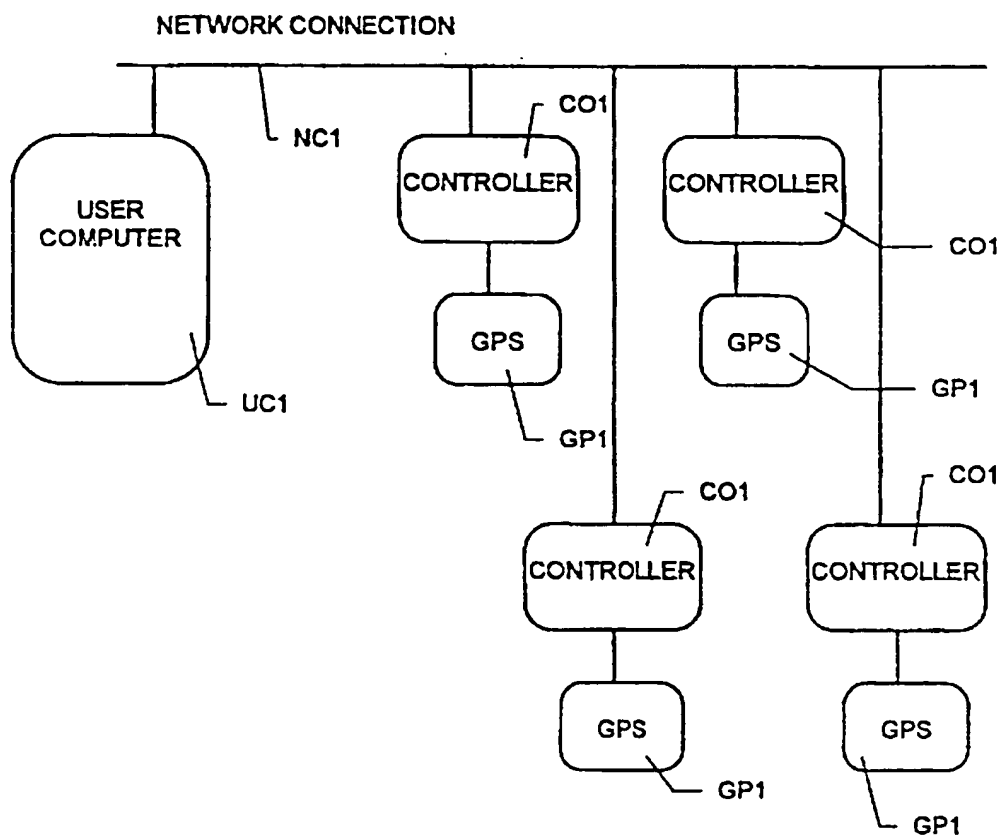 NETWORK CONNECTION
NC1
USER
COMPUTER
UC1
CO1
CONTROLLER
GPS
GP1
CONTROLLER
CO1
GPS
GP1
CO1
CONTROLLER
GPS
GP1
CO1
CONTROLLER
GPS
GP1